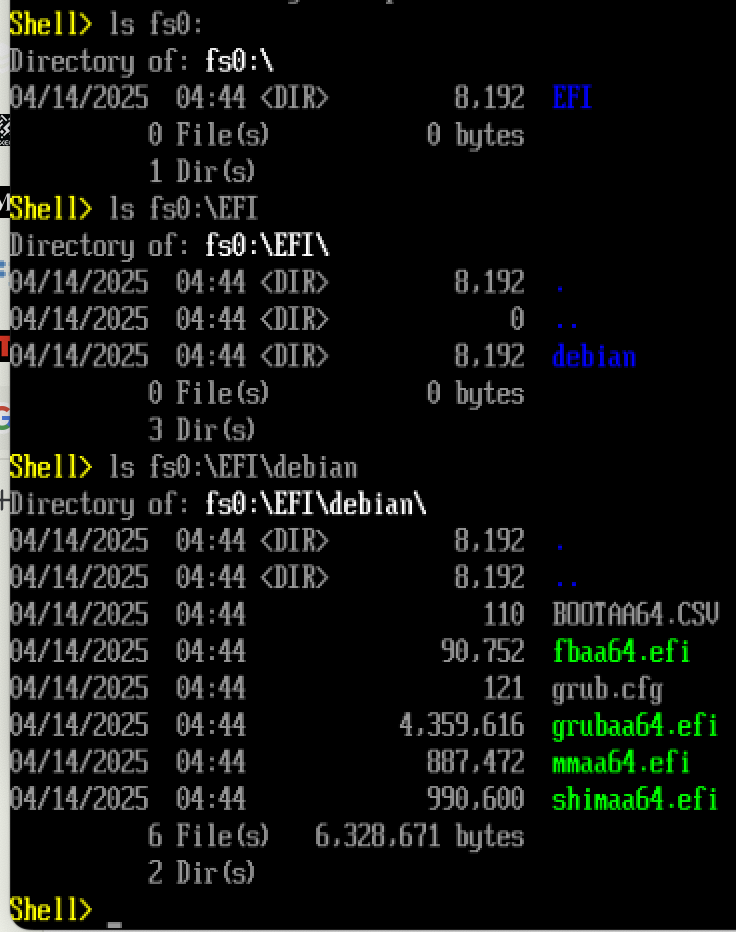 Shell> ls fs0:
Directory of: fs0:\
04/14/2025  04:44 <DIR>         8,192  EFI
          0 File(s)           0 bytes
          1 Dir(s)
Shell> ls fs0:\EFI
Directory of: fs0:\EFI\
04/14/2025  04:44 <DIR>         8,192  .
04/14/2025  04:44 <DIR>             0  ..
04/14/2025  04:44 <DIR>         8,192  debian
          0 File(s)           0 bytes
          3 Dir(s)
Shell> ls fs0:\EFI\debian
Directory of: fs0:\EFI\debian\
04/14/2025  04:44 <DIR>         8,192  .
04/14/2025  04:44 <DIR>         8,192  ..
04/14/2025  04:44                 110  BOOTAA64.CSV
04/14/2025  04:44              90,752  fbaa64.efi
04/14/2025  04:44                 121  grub.cfg
04/14/2025  04:44           4,359,616  grubaa64.efi
04/14/2025  04:44             887,472  mmaa64.efi
04/14/2025  04:44             990,600  shimaa64.efi
          6 File(s)   6,328,671 bytes
          2 Dir(s)
Shell> _